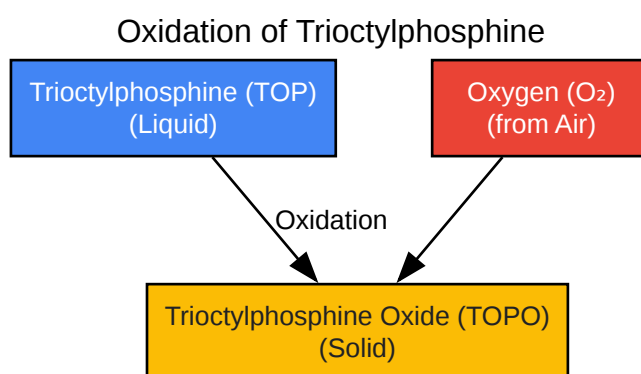 Oxidation of Trioctylphosphine
Trioctylphosphine (TOP)
(Liquid)
Oxygen (O₂)
(from Air)
Oxidation
Trioctylphosphine Oxide (TOPO)
(Solid)